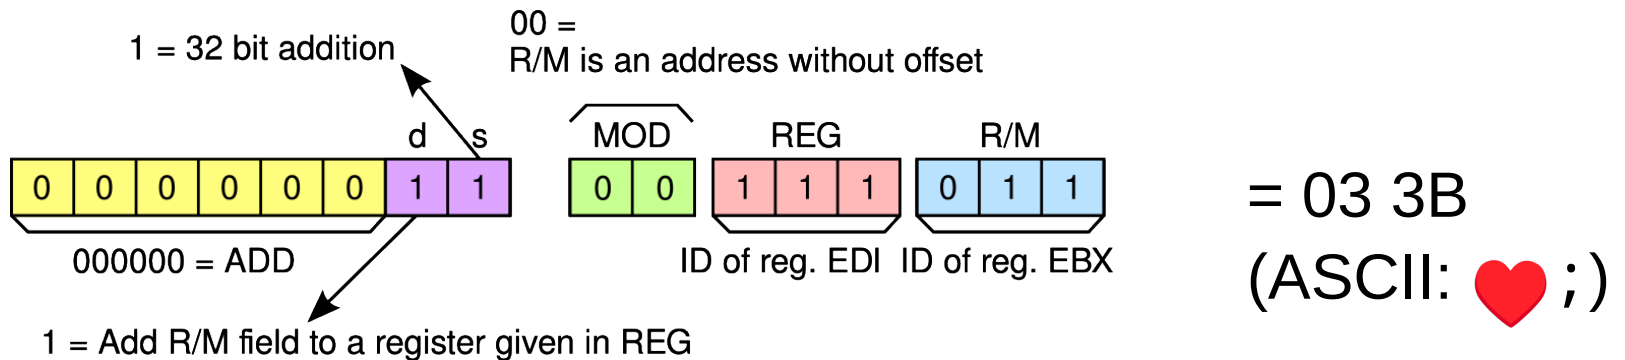 1 = 32 bit addition
00 =
R/M is an address without offset
d s MOD REG R/M
0 0 0 0 0 0 1 1 0 0 1 1 1 0 1 1
000000 = ADD
ID of reg. EDI ID of reg. EBX
1 = Add R/M field to a register given in REG
= 03 3B
(ASCII: ❤;)